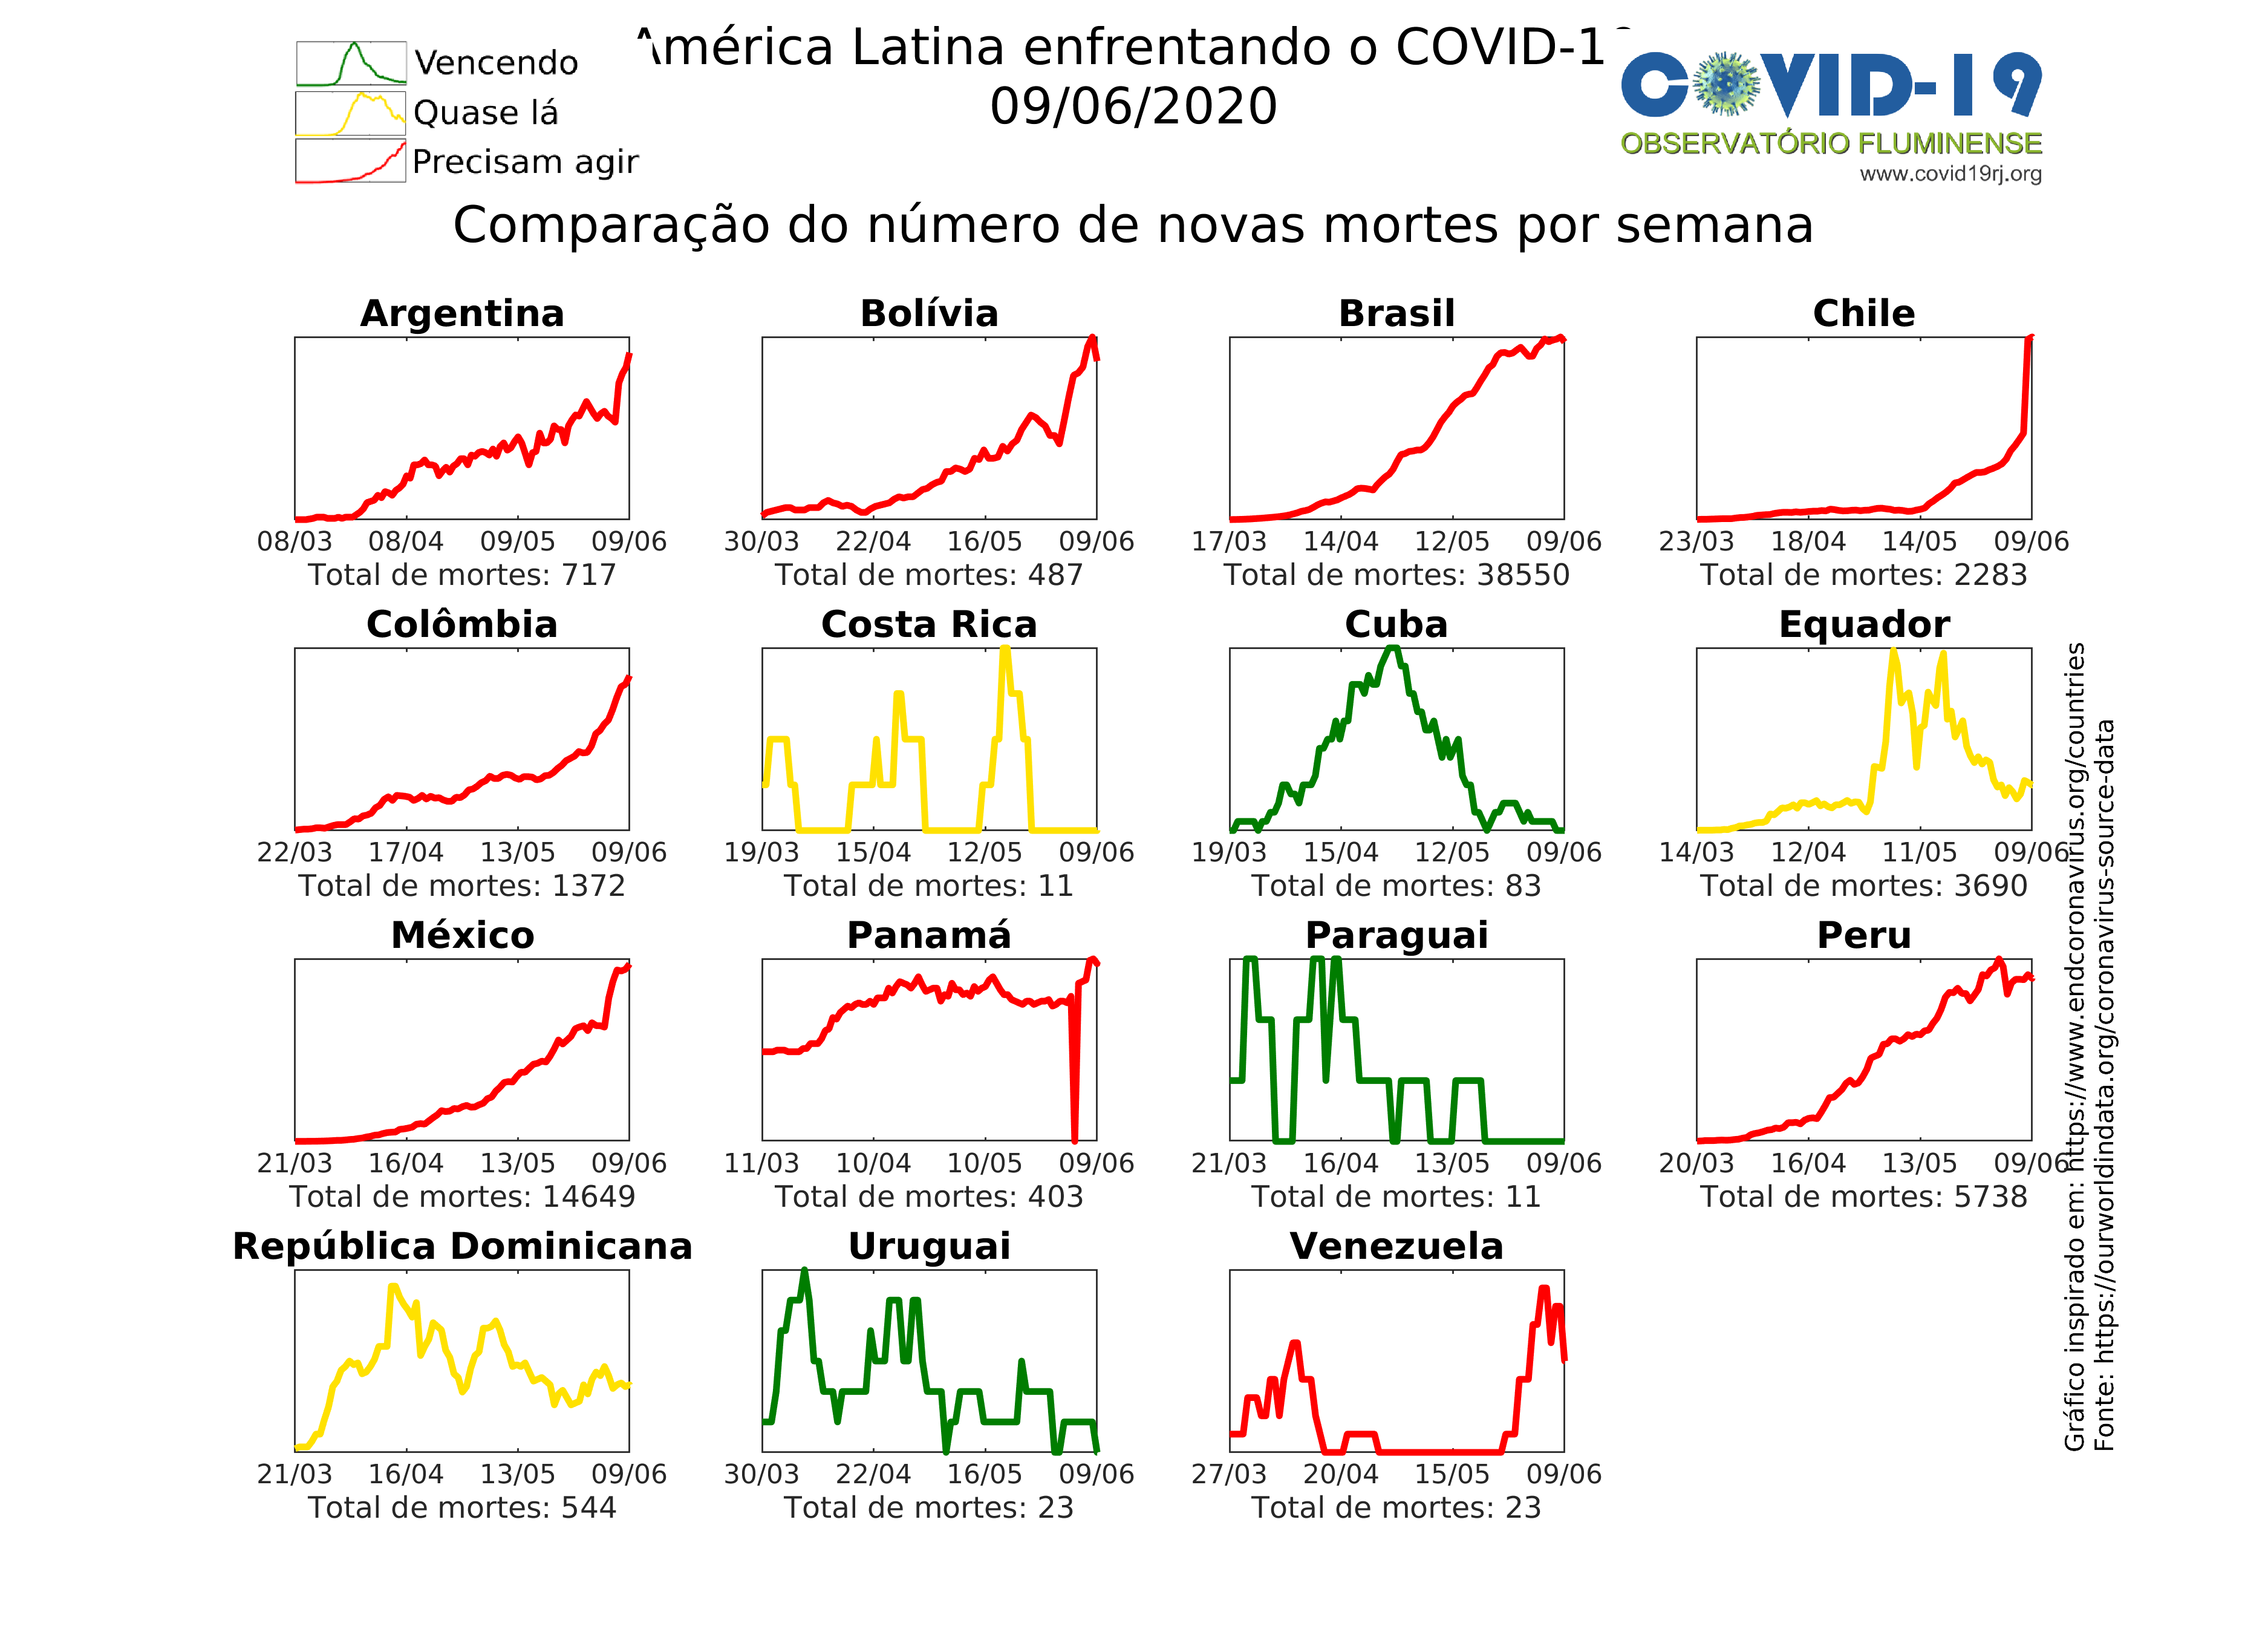 Vencendo
Quase lá
Precisam agir
América Latina enfrentando o COVID-19
09/06/2020
COVID-19
OBSERVATÓRIO FLUMINENSE
www.covid19rj.org
Comparação do número de novas mortes por semana
Argentina
08/03 08/04 09/05 09/06
Total de mortes: 717
Bolívia
30/03 22/04 16/05 09/06
Total de mortes: 487
Brasil
17/03 14/04 12/05 09/06
Total de mortes: 38550
Chile
23/03 18/04 14/05 09/06
Total de mortes: 2283
Colômbia
22/03 17/04 13/05 09/06
Total de mortes: 1372
Costa Rica
19/03 15/04 12/05 09/06
Total de mortes: 11
Cuba
19/03 15/04 12/05 09/06
Total de mortes: 83
Equador
14/03 12/04 11/05 09/06
Total de mortes: 3690
México
21/03 16/04 13/05 09/06
Total de mortes: 14649
Panamá
11/03 10/04 10/05 09/06
Total de mortes: 403
Paraguai
21/03 16/04 13/05 09/06
Total de mortes: 11
Peru
20/03 16/04 13/05 09/06
Total de mortes: 5738
República Dominicana
21/03 16/04 13/05 09/06
Total de mortes: 544
Uruguai
30/03 22/04 16/05 09/06
Total de mortes: 23
Venezuela
27/03 20/04 15/05 09/06
Total de mortes: 23
Gráfico inspirado em: https://www.endcoronavirus.org/countries
Fonte: https://ourworldindata.org/coronavirus-source-data